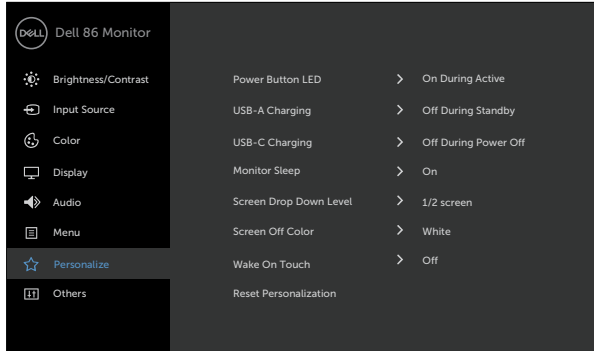 DELL Dell 86 Monitor
Brightness/Contrast
Input Source
Color
Display
Audio
Menu
Personalize
Others
Power Button LED > On During Active
USB-A Charging > Off During Standby
USB-C Charging > Off During Power Off
Monitor Sleep > On
Screen Drop Down Level > 1/2 screen
Screen Off Color > White
Wake On Touch > Off
Reset Personalization